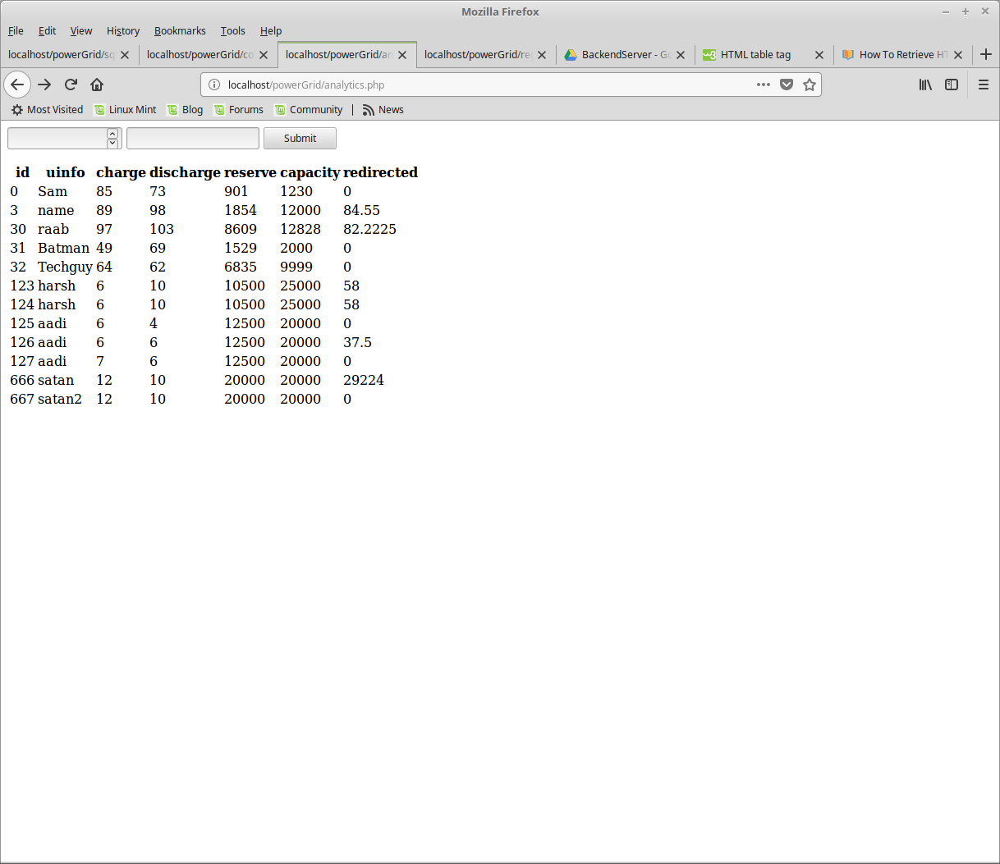 Mozilla Firefox
File Edit View History Bookmarks Tools Help
localhost/powerGrid/sq localhost/powerGrid/co localhost/powerGrid/an localhost/powerGrid/re BackendServer - Go HTML table tag How To Retrieve HT
localhost/powerGrid/analytics.php
Most Visited Linux Mint Blog Forums Community News
Submit
id uinfo charge discharge reserve capacity redirected
0 Sam 85 73 901 1230 0
3 name 89 98 1854 12000 84.55
30 raab 97 103 8609 12828 82.2225
31 Batman 49 69 1529 2000 0
32 Techguy 64 62 6835 9999 0
123 harsh 6 10 10500 25000 58
124 harsh 6 10 10500 25000 58
125 aadi 6 4 12500 20000 0
126 aadi 6 6 12500 20000 37.5
127 aadi 7 6 12500 20000 0
666 satan 12 10 20000 20000 29224
667 satan2 12 10 20000 20000 0